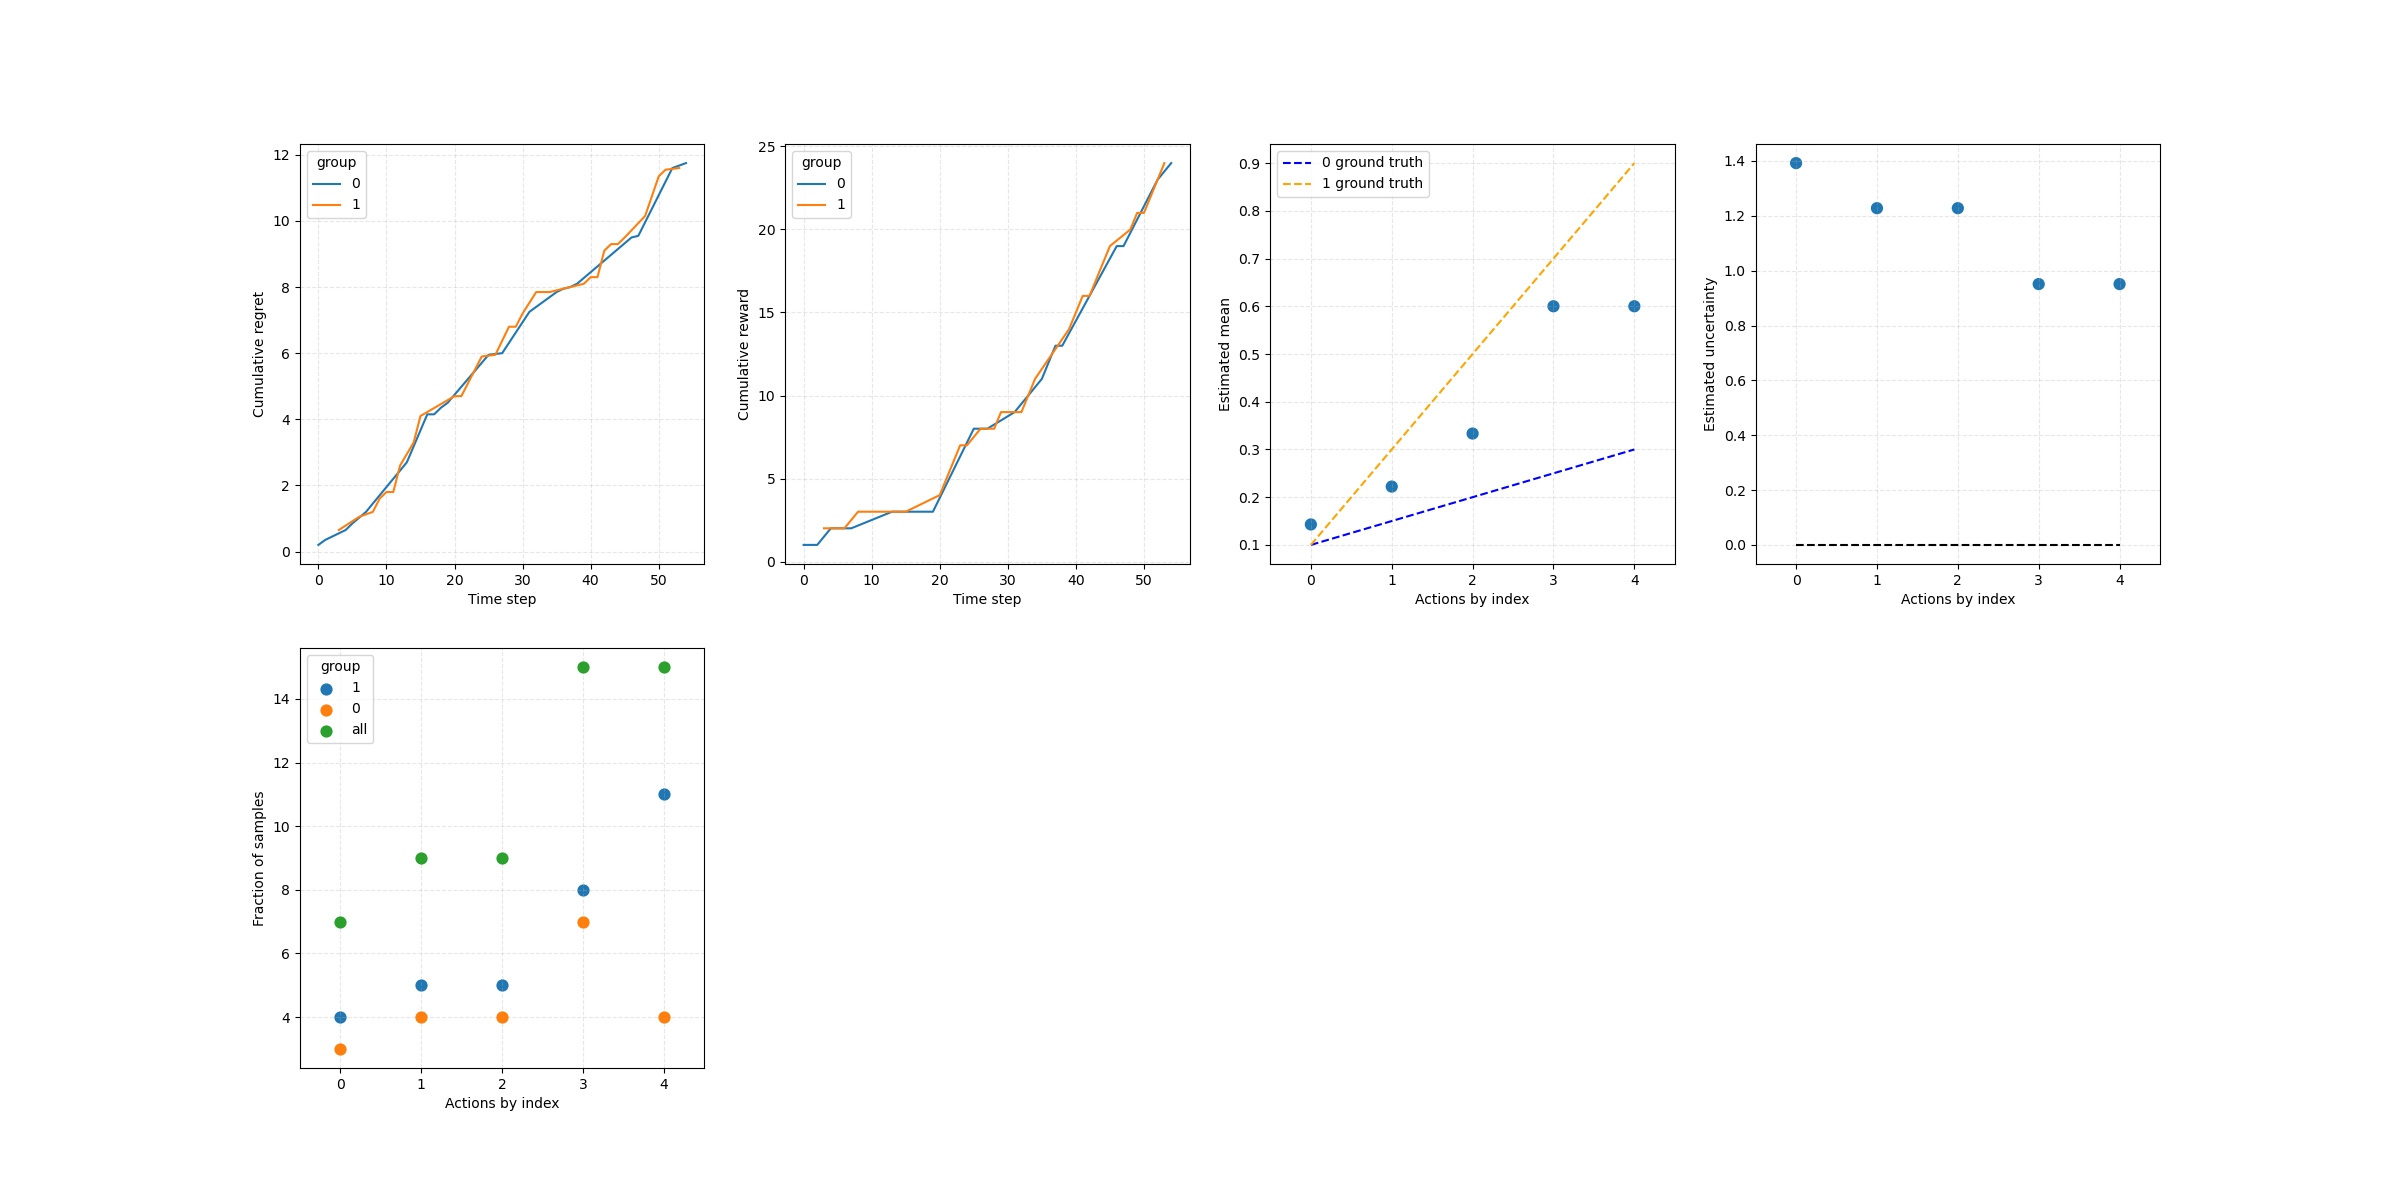 group
0
1
12
10
8
6
4
2
0
Cumulative regret
0 10 20 30 40 50
Time step
group
0
1
25
20
15
10
5
0
Cumulative reward
0 10 20 30 40 50
Time step
0 ground truth
1 ground truth
0.9
0.8
0.7
0.6
0.5
0.4
0.3
0.2
0.1
Estimated mean
0 1 2 3 4
Actions by index
1.4
1.2
1.0
0.8
0.6
0.4
0.2
0.0
Estimated uncertainty
0 1 2 3 4
Actions by index
group
1
0
all
14
12
10
8
6
4
Fraction of samples
0 1 2 3 4
Actions by index